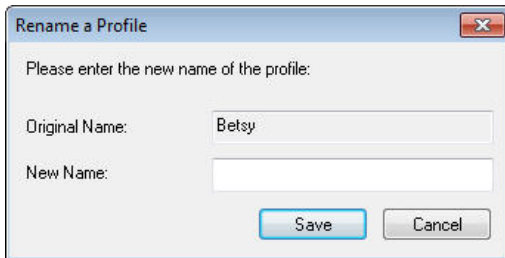 Rename a Profile
Please enter the new name of the profile:
Original Name: Betsy
New Name:
Save Cancel